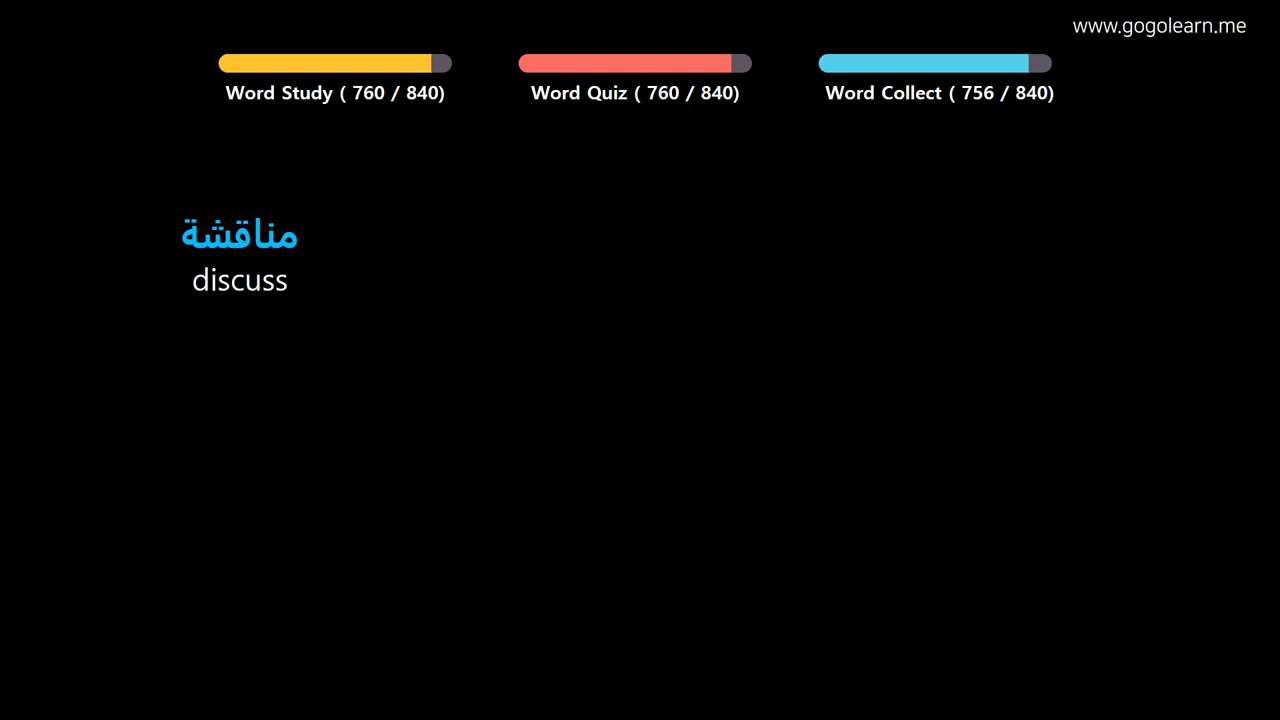 www.gogolearn.me
Word Study ( 760 / 840)
Word Quiz ( 760 / 840)
Word Collect ( 756 / 840)
مناقشة
discuss